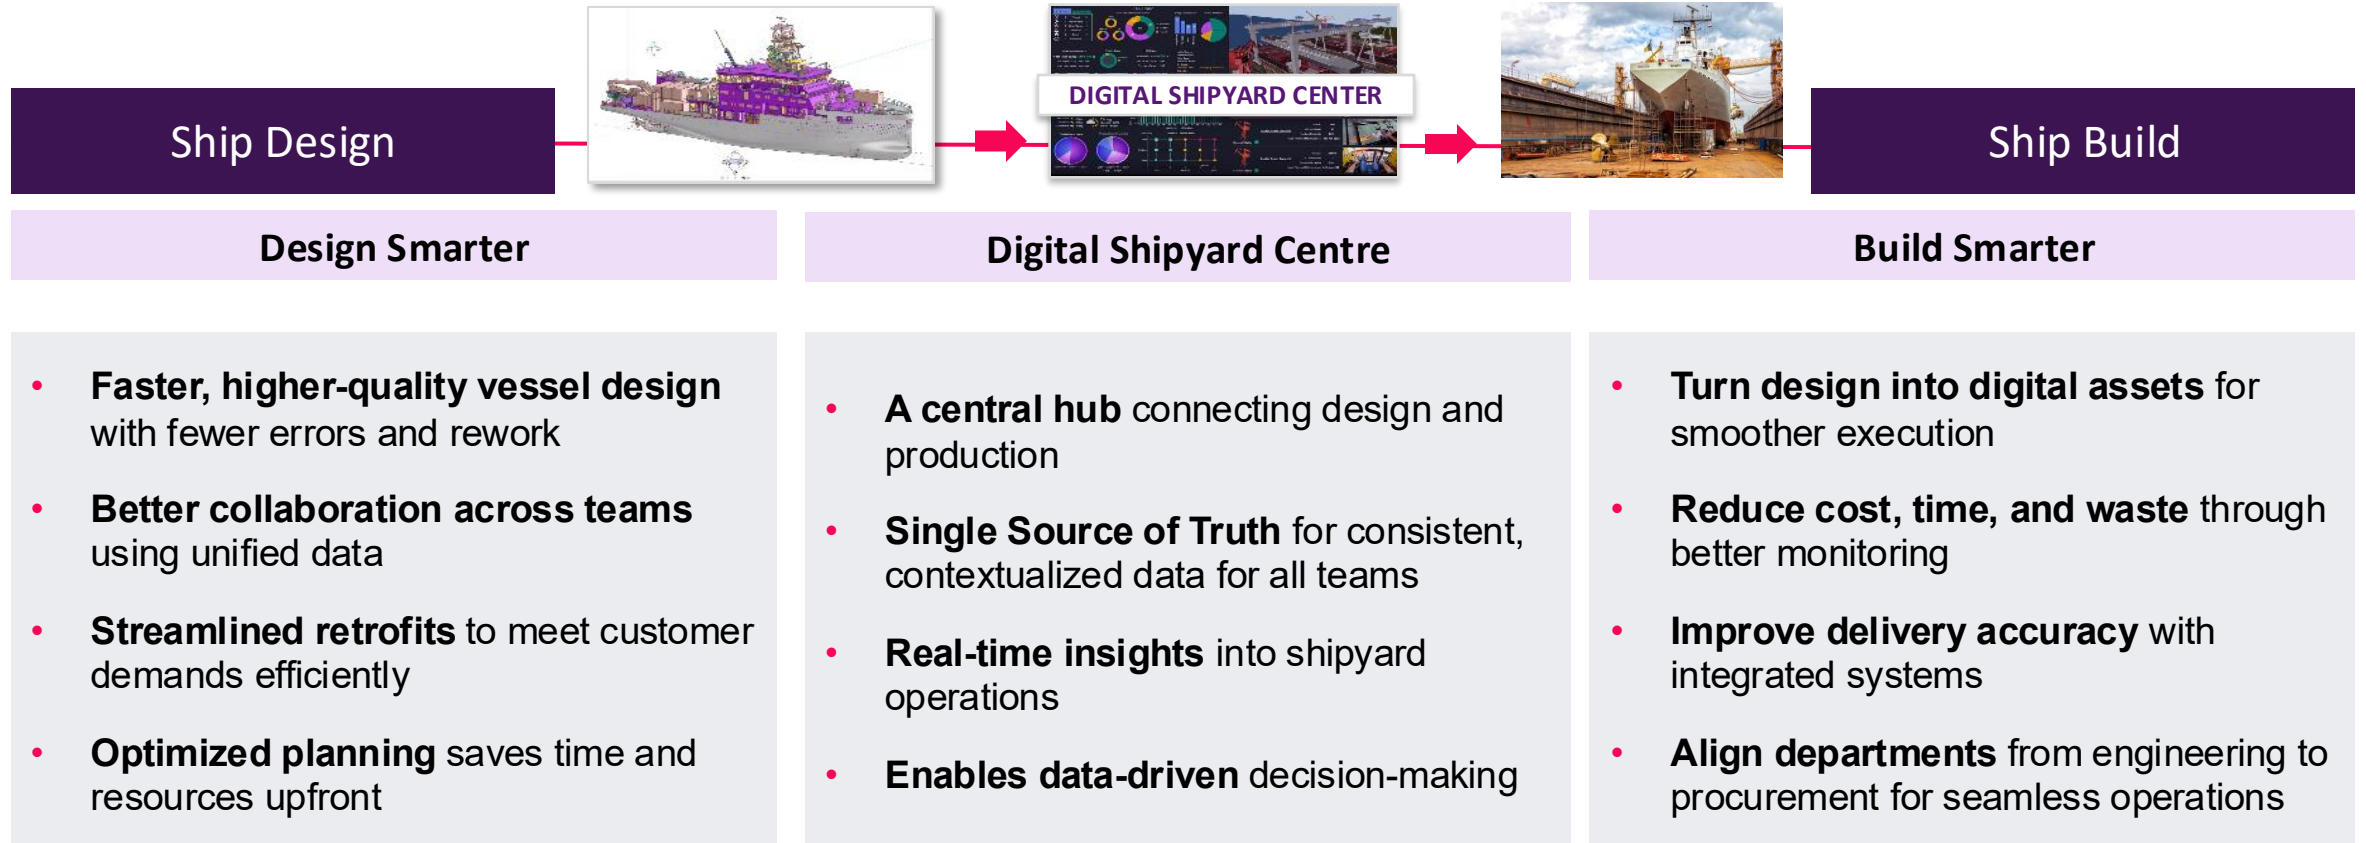 Ship Design
DIGITAL SHIPYARD CENTER
Ship Build
Design Smarter
Digital Shipyard Centre
Build Smarter
• Faster, higher-quality vessel design
with fewer errors and rework
• Better collaboration across teams
using unified data
• Streamlined retrofits to meet customer
demands efficiently
• Optimized planning saves time and
resources upfront
• A central hub connecting design and
production
• Single Source of Truth for consistent,
contextualized data for all teams
• Real-time insights into shipyard
operations
• Enables data-driven decision-making
• Turn design into digital assets for
smoother execution
• Reduce cost, time, and waste through
better monitoring
• Improve delivery accuracy with
integrated systems
• Align departments from engineering to
procurement for seamless operations